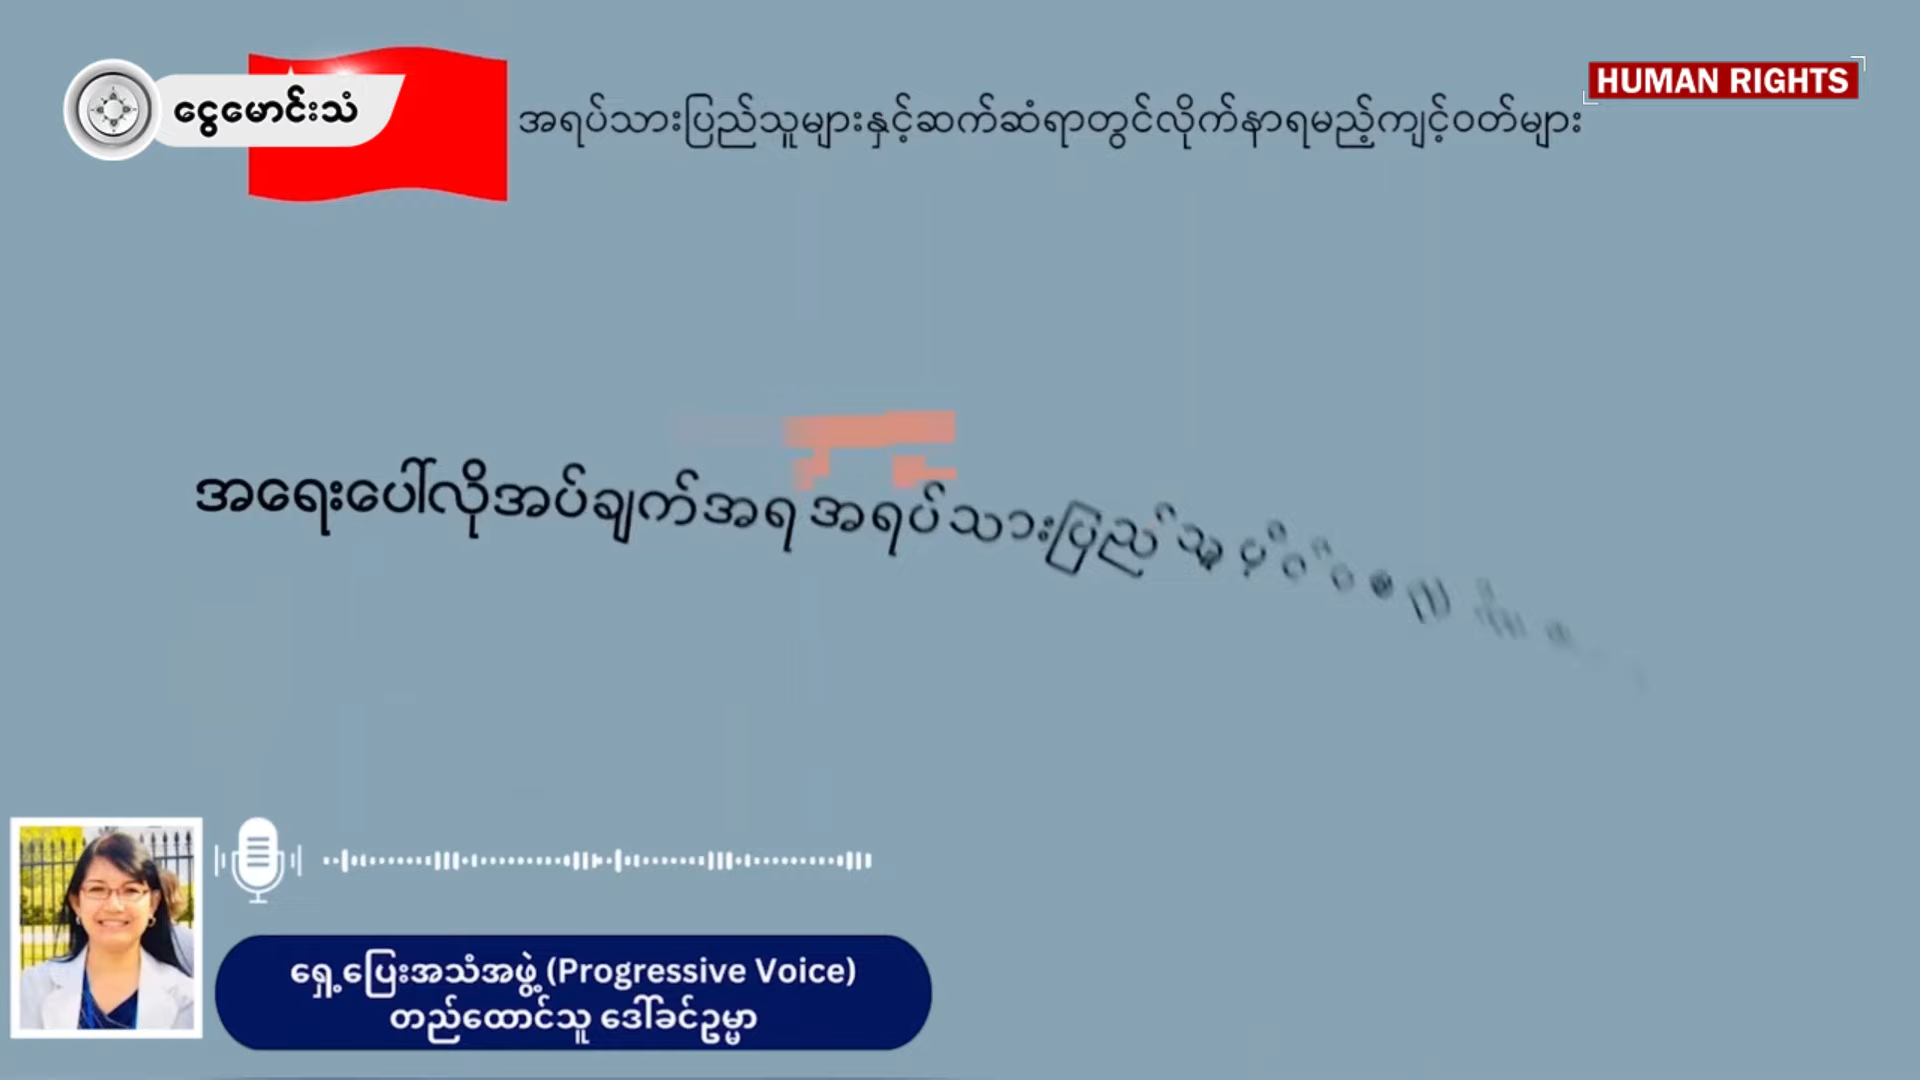 ငွေမောင်းသံ
အရပ်သားပြည်သူများနှင့်ဆက်ဆံရာတွင်လိုက်နာရမည့်ကျင့်ဝတ်များ
HUMAN RIGHTS
အရေးပေါ်လိုအပ်ချက်အရ အရပ်သားပြည်သူ
ရှေ့ပြေးအသံအဖွဲ့ (Progressive Voice)
တည်ထောင်သူ ဒေါ်ခင်ဥမ္မာ